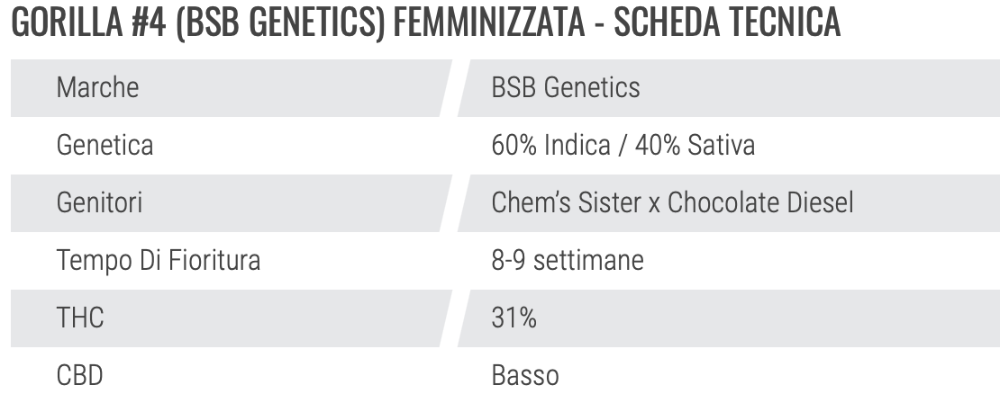 GORILLA #4 (BSB GENETICS) FEMMINIZZATA - SCHEDA TECNICA
Marche BSB Genetics
Genetica 60% Indica / 40% Sativa
Genitori Chem’s Sister x Chocolate Diesel
Tempo Di Fioritura 8-9 settimane
THC 31%
CBD Basso